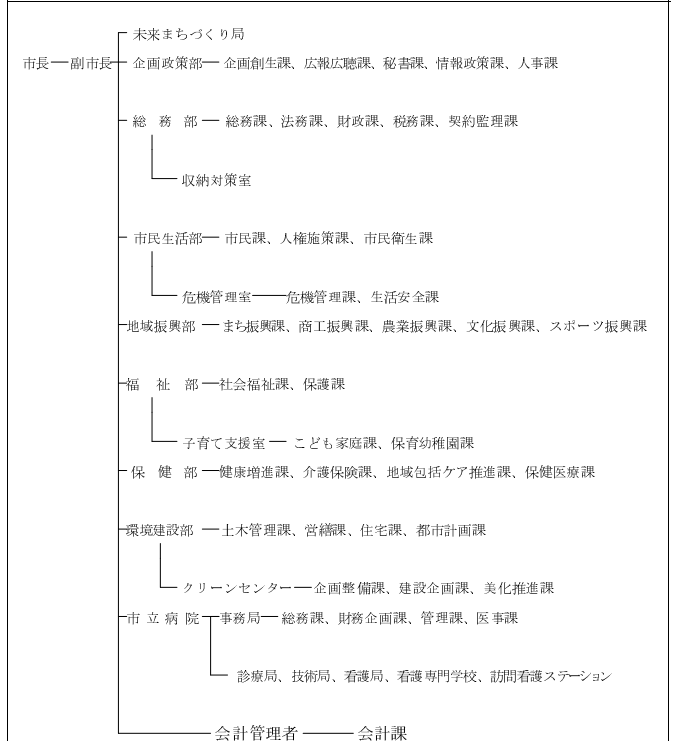 未来まちづくり局
市長 副市長 企画政策部 企画創生課、広報広聴課、秘書課、情報政策課、人事課
総務部 総務課、法務課、財政課、税務課、契約監理課
収納対策室
市民生活部 市民課、人権施策課、市民衛生課
危機管理室 危機管理課、生活安全課
地域振興部 まち振興課、商工振興課、農業振興課、文化振興課、スポーツ振興課
福祉部 社会福祉課、保護課
子育て支援室 こども家庭課、保育幼稚園課
保健部 健康増進課、介護保険課、地域包括ケア推進課、保健医療課
環境建設部 土木管理課、営繕課、住宅課、都市計画課
クリーンセンター 企画整備課、建設企画課、美化推進課
市立病院 事務局 総務課、財務企画課、管理課、医事課
診療局、技術局、看護局、看護専門学校、訪問看護ステーション
会計管理者 会計課